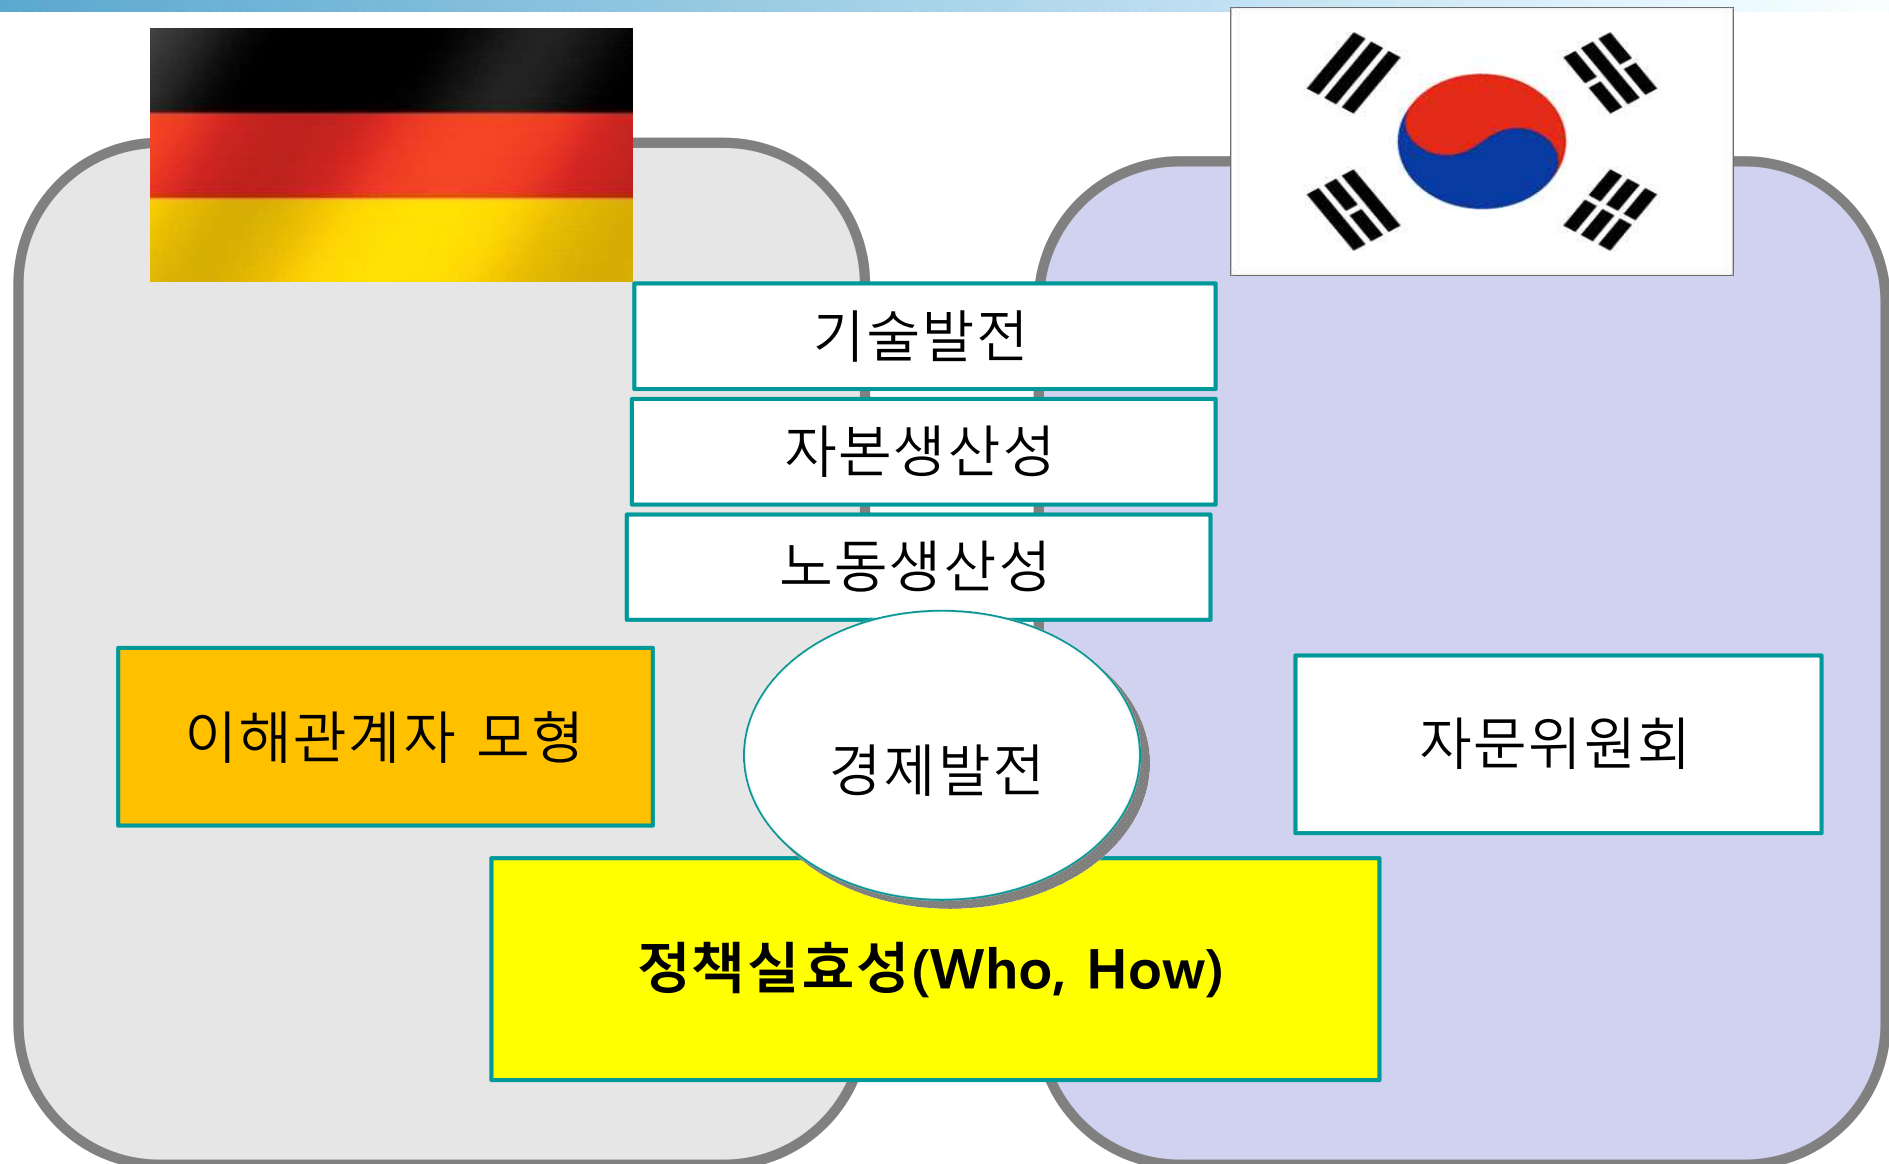 기술발전
자본생산성
노동생산성
이해관계자 모형
경제발전
자문위원회
정책실효성(Who, How)